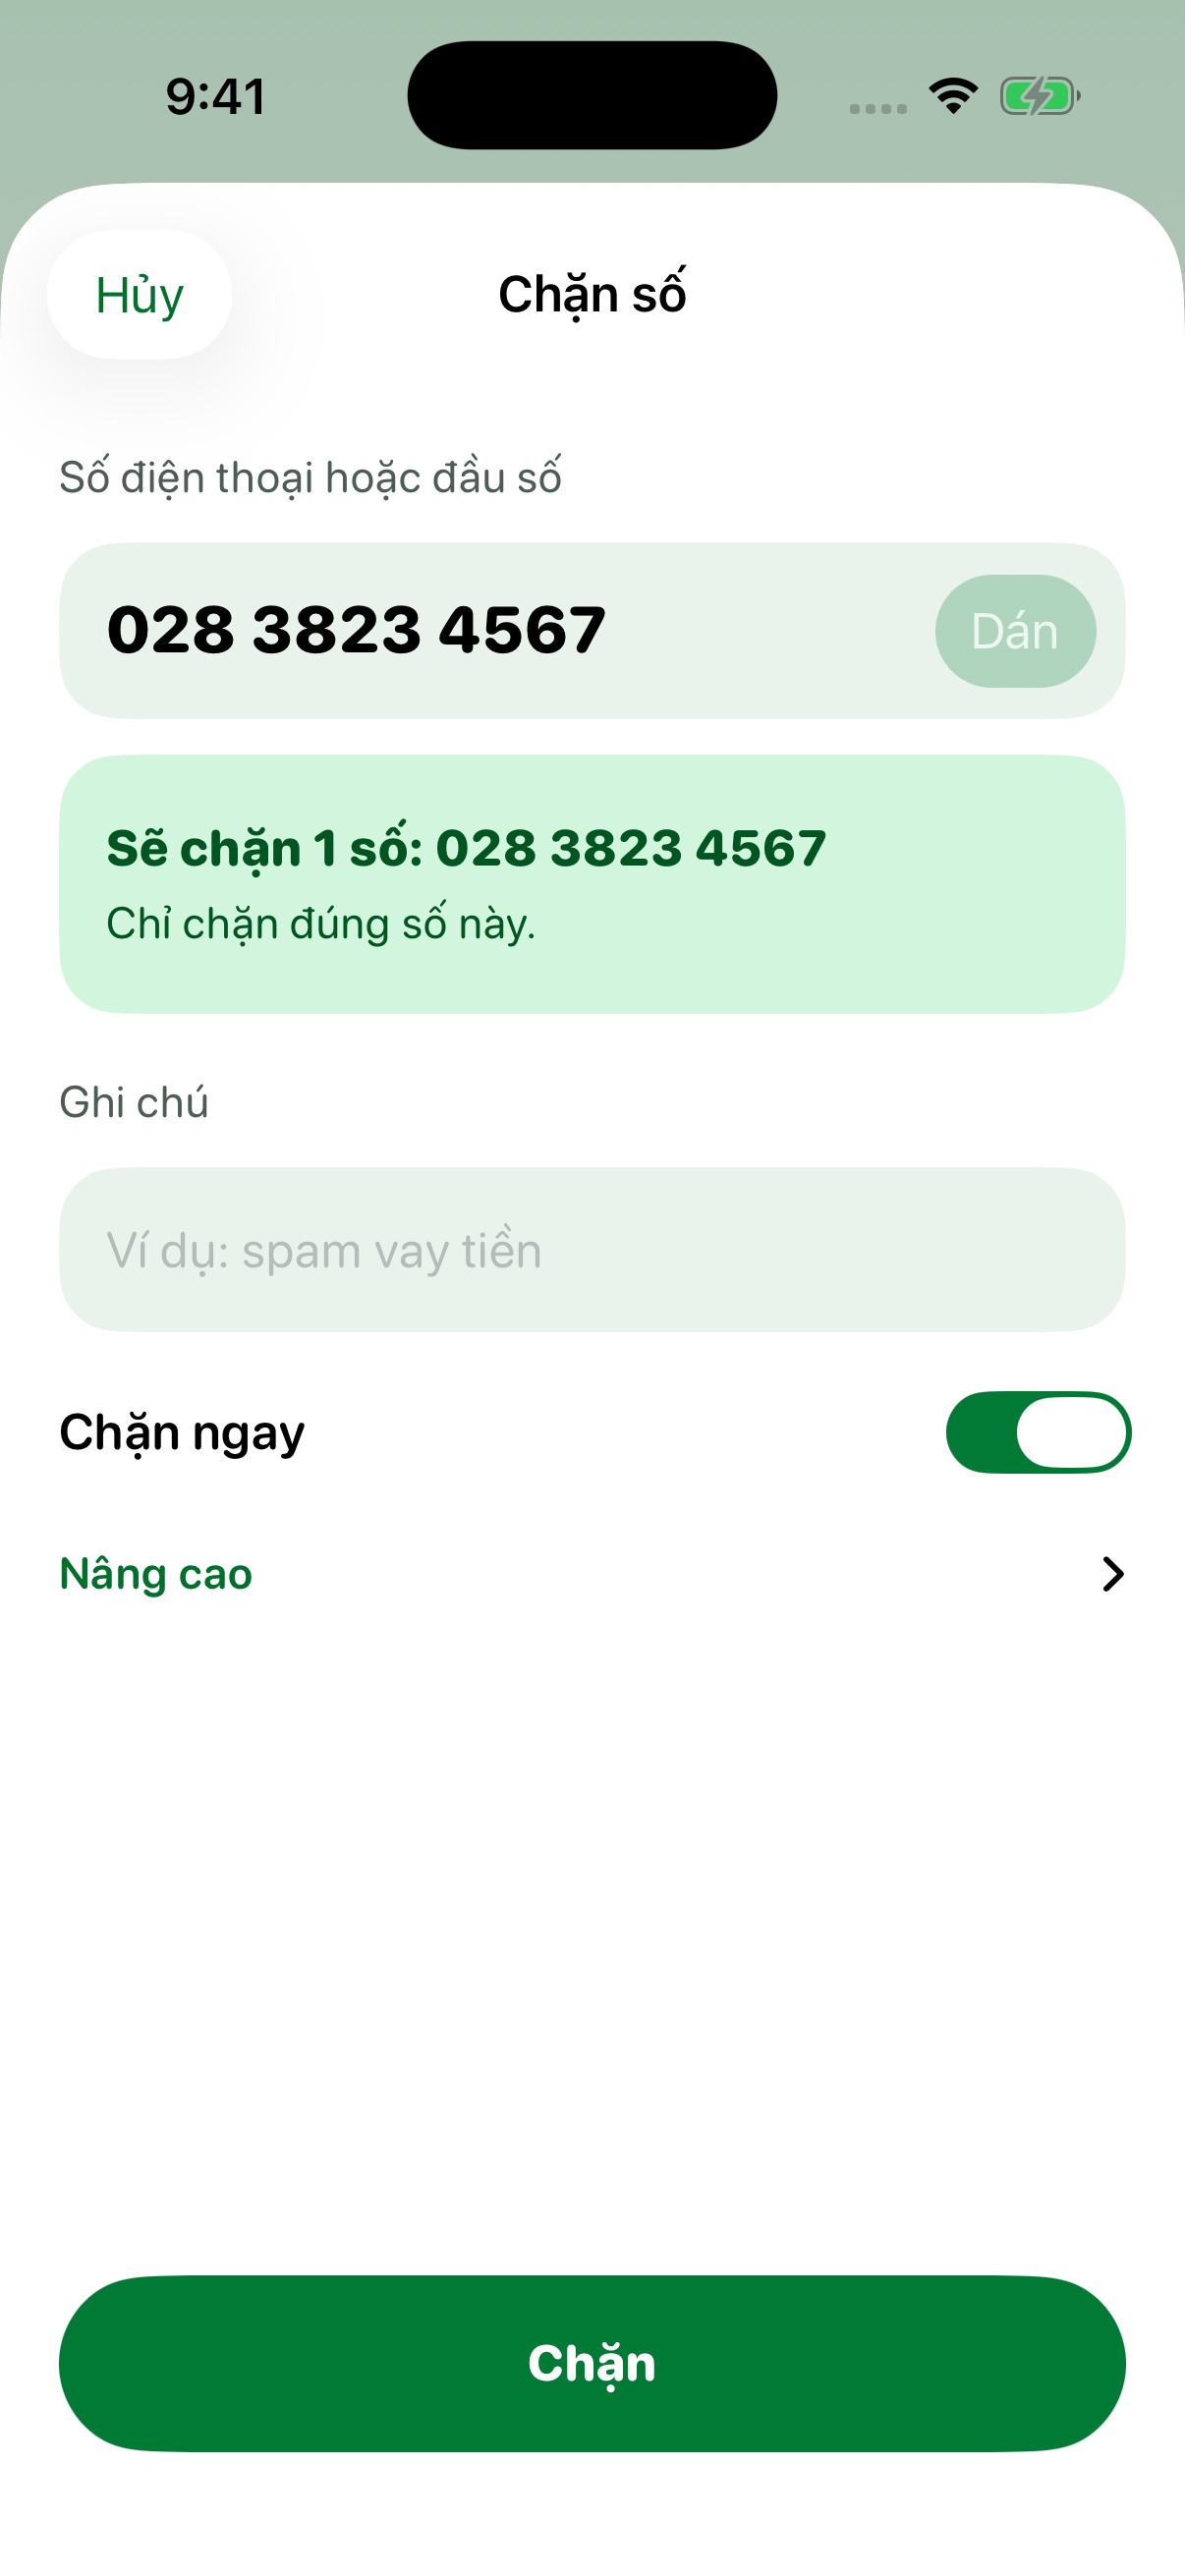 9:41
Hủy
Chặn số
Số điện thoại hoặc đầu số
028 3823 4567
Dán
Sẽ chặn 1 số: 028 3823 4567
Chỉ chặn đúng số này.
Ghi chú
Ví dụ: spam vay tiền
Chặn ngay
Nâng cao
Chặn